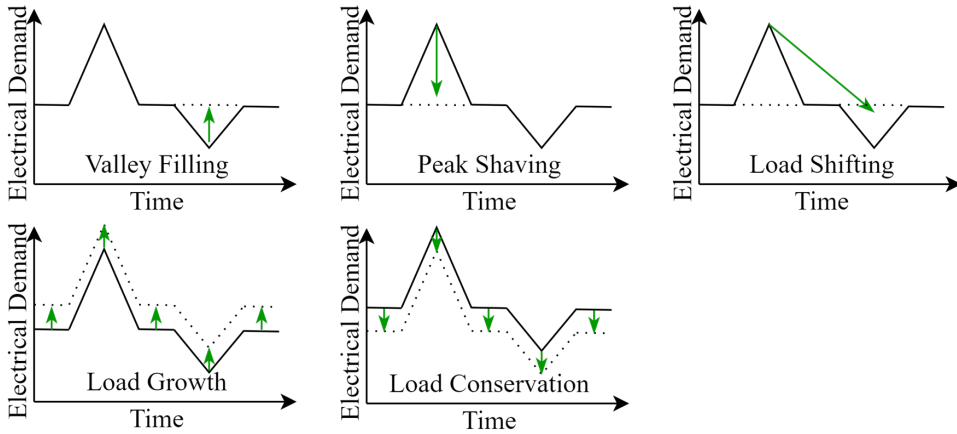 Electrical Demand
Valley Filling
Time
Electrical Demand
Peak Shaving
Time
Electrical Demand
Load Shifting
Time
Electrical Demand
Load Growth
Time
Electrical Demand
Load Conservation
Time